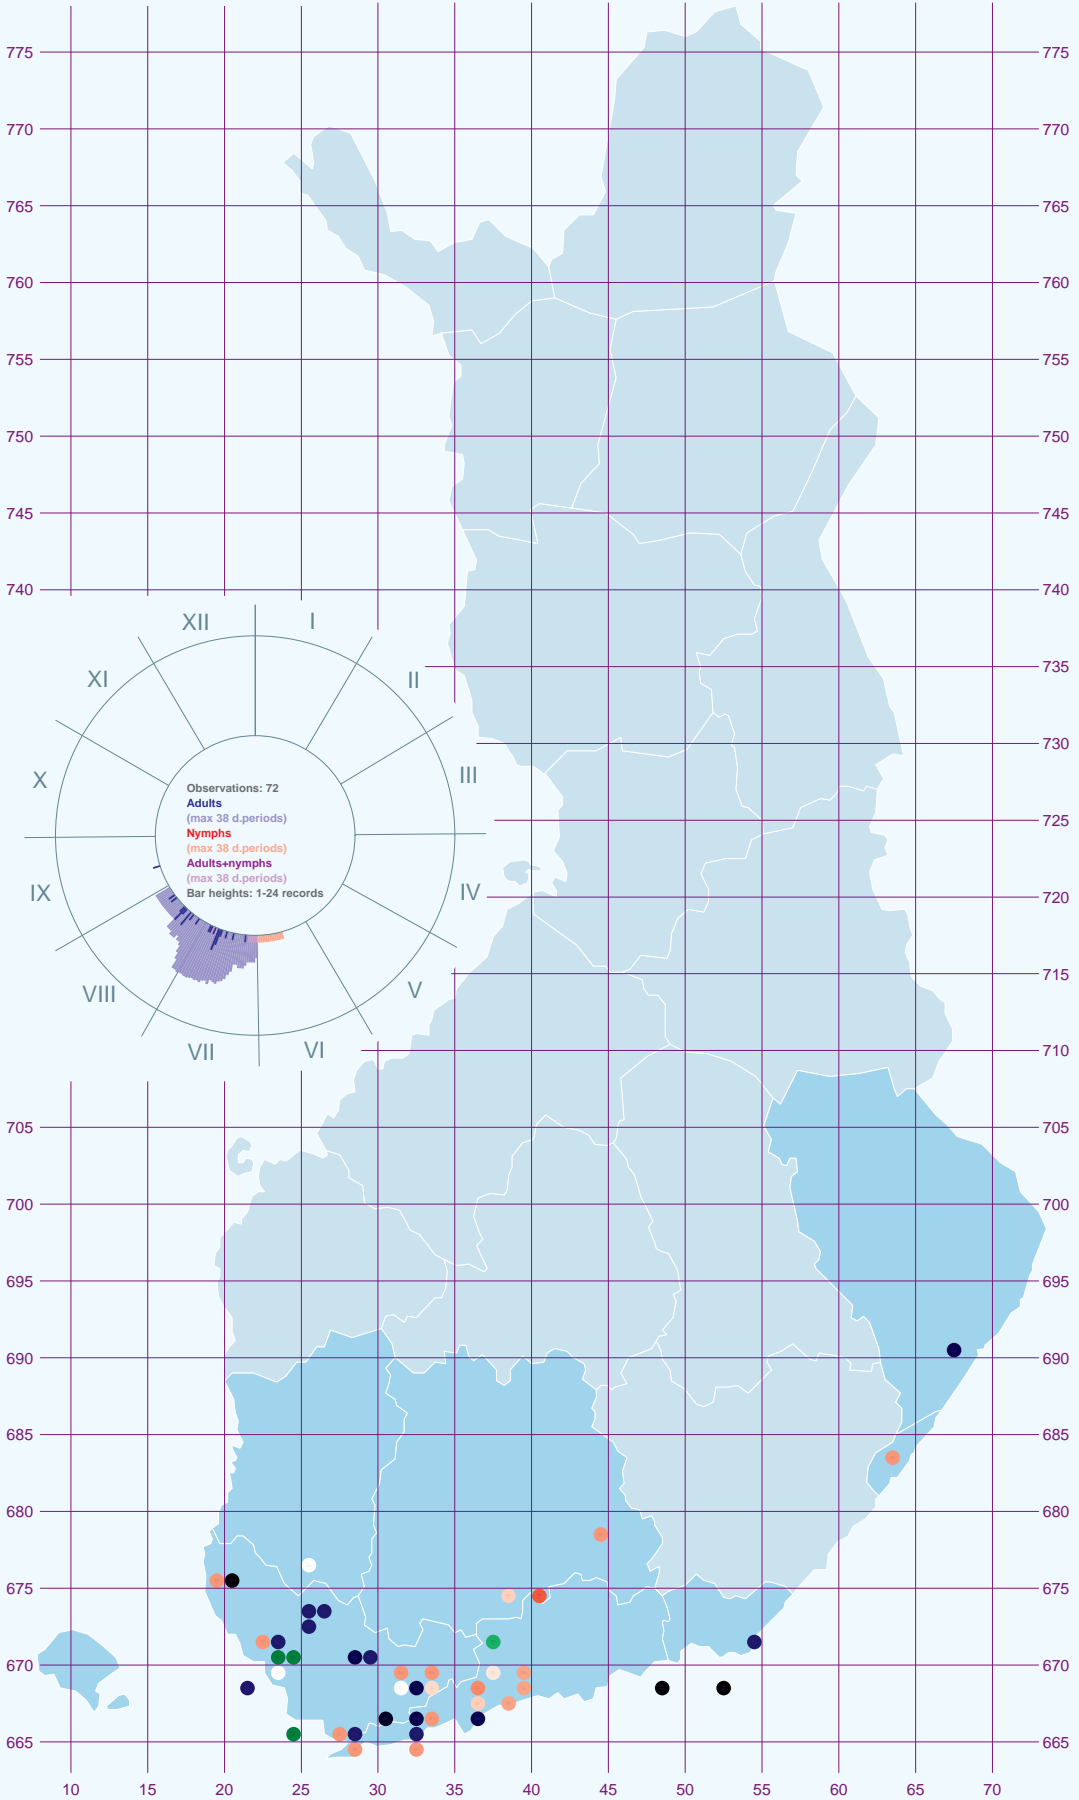 775 775
770 770
765 765
760 760
755 755
750 750
745 745
740 740
XII I
735
XI II
730
X III
Observations: 72
Adults
(max 38 d.periods)
725
Nymphs
(max 38 d.periods)
Adults+nymphs
(max 38 d.periods)
IX IV
Bar heights: 1-24 records
720
715
VIII V
VII VI
710
705 705
700 700
695 695
690 690
685 685
680 680
675 675
670 670
665 665
10 15 20 25 30 35 40 45 50 55 60 65 70